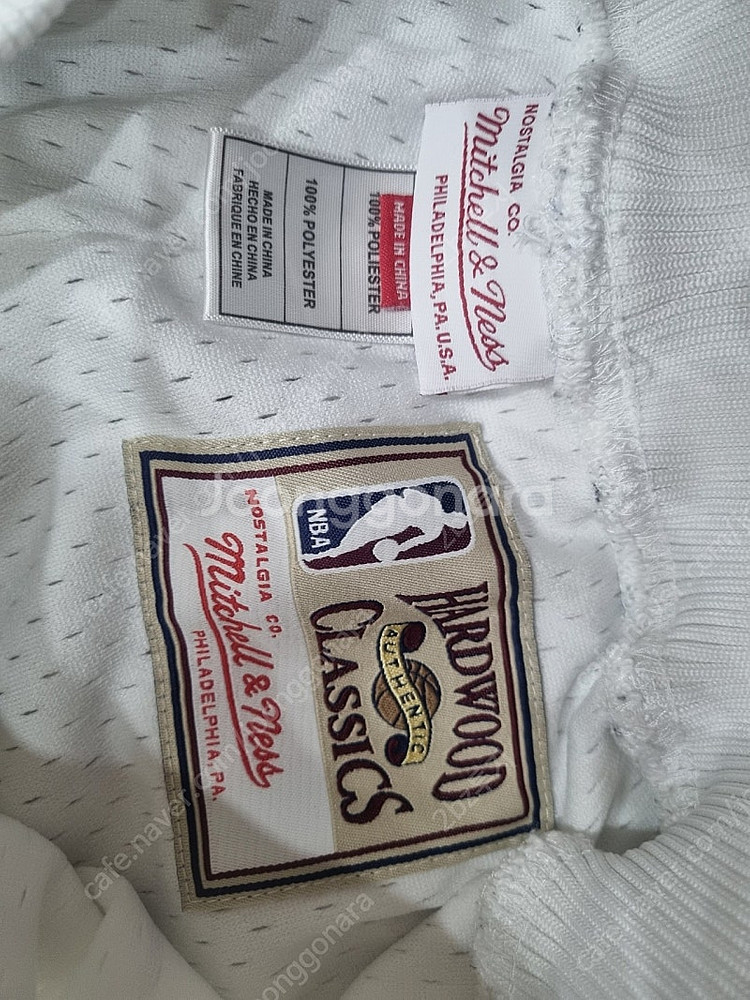 NOSTALGIA CO.
Mitchell & Ness
PHILADELPHIA, PA. U.S.A.
MADE IN CHINA
100% POLYESTER
100% POLIESTER
MADE IN CHINA
HECHO EN CHINA
FABRIQUE EN CHINE
HARDWOOD
AUTHENTIC
CLASSICS
NBA
NOSTALGIA CO.
Mitchell & Ness
PHILADELPHIA, PA.
Joonggonara
cafe.naver.com
joonggonara